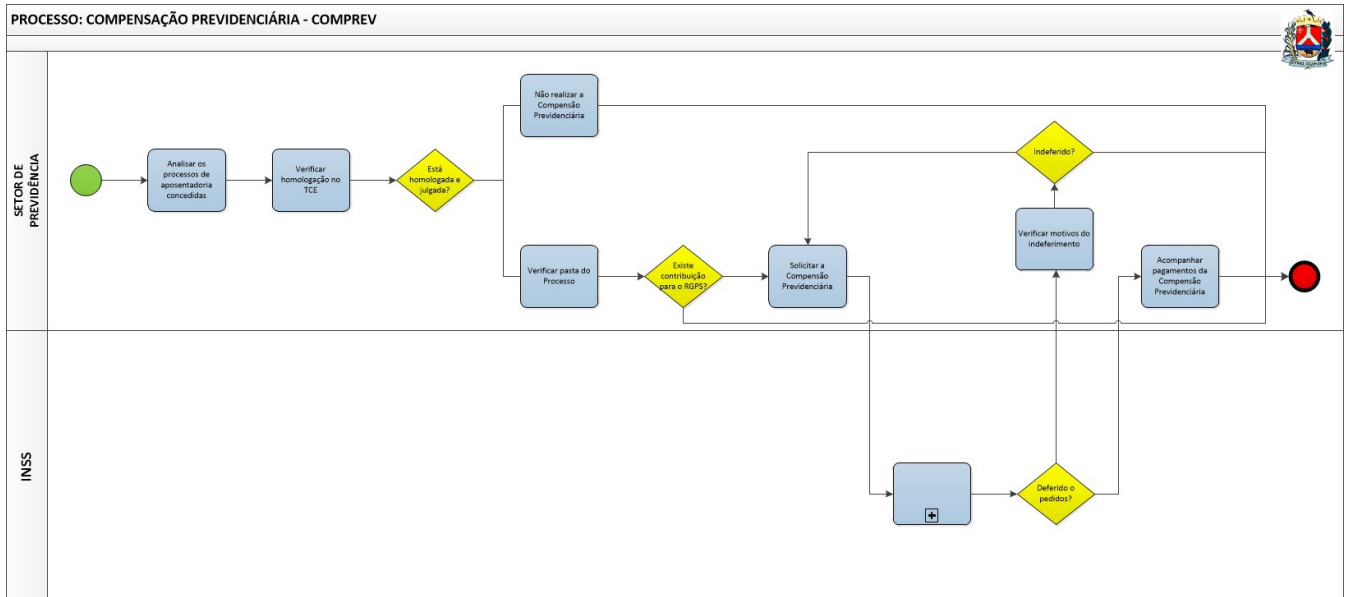 PROCESSO: COMPENSAÇÃO PREVIDENCIÁRIA - COMPREV
SETOR DE
PREVIDÊNCIA
Analisar os
processos de
aposentadoria
concedidas
Verificar
homologação no
TCE
Está
homologada e
julgada?
Não realizar a
Compensão
Previdenciária
Verificar pasta do
Processo
Existe
contribuição
para o RGPS?
Solicitar a
Compensão
Previdenciária
Indeferido?
Verificar motivos do
indeferimento
Acompanhar
pagamentos da
Compensão
Previdenciária
INSS
Deferido o
pedidos?